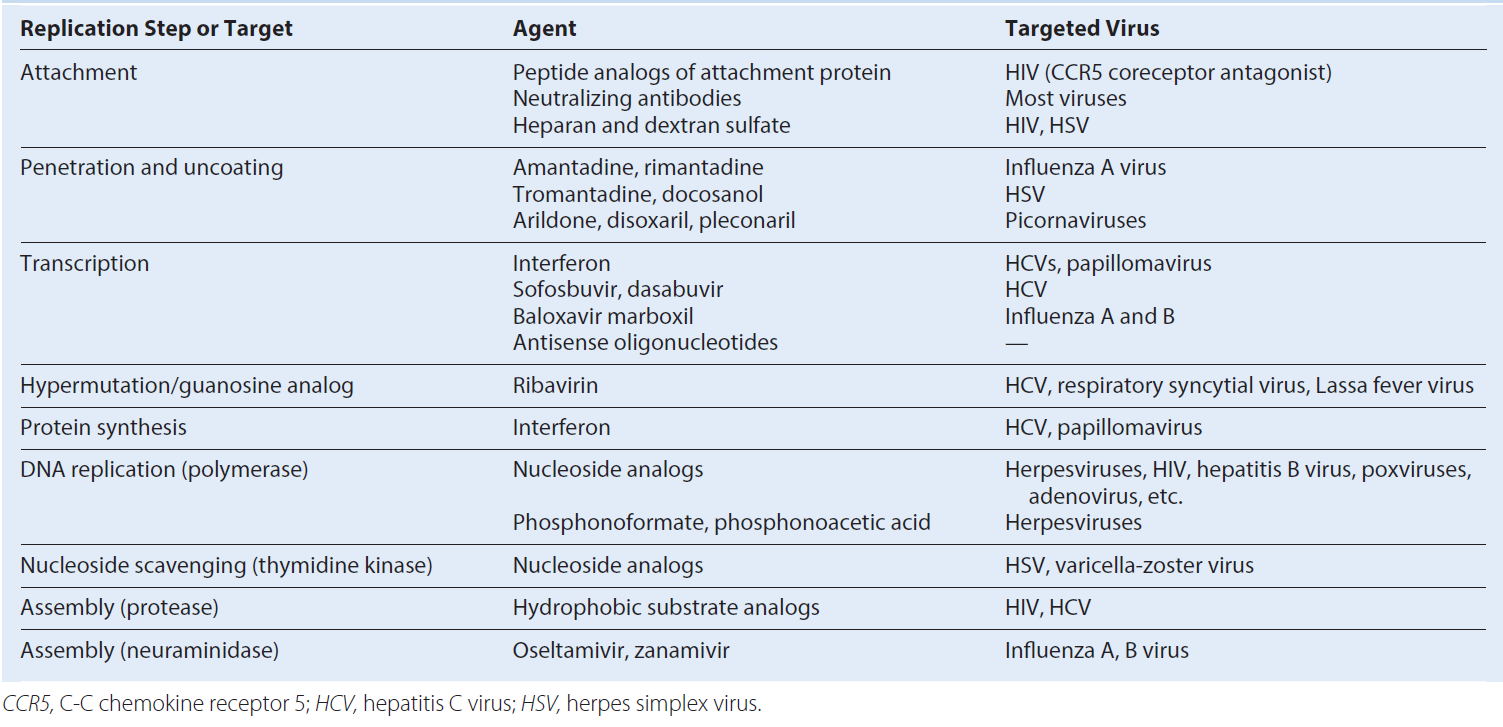 Replication Step or Target Agent Targeted Virus
Attachment Peptide analogs of attachment protein HIV (CCR5 coreceptor antagonist)
Neutralizing antibodies Most viruses
Heparan and dextran sulfate HIV, HSV
Penetration and uncoating Amantadine, rimantadine Influenza A virus
Tromantadine, docosanol HSV
Arildone, disoxaril, pleconaril Picornaviruses
Transcription Interferon HCVs, papillomavirus
Sofosbuvir, dasabuvir HCV
Baloxavir marboxil Influenza A and B
Antisense oligonucleotides —
Hypermutation/guanosine analog Ribavirin HCV, respiratory syncytial virus, Lassa fever virus
Protein synthesis Interferon HCV, papillomavirus
DNA replication (polymerase) Nucleoside analogs Herpesviruses, HIV, hepatitis B virus, poxviruses,
adenovirus, etc.
Phosphonoformate, phosphonoacetic acid Herpesviruses
Nucleoside scavenging (thymidine kinase) Nucleoside analogs HSV, varicella-zoster virus
Assembly (protease) Hydrophobic substrate analogs HIV, HCV
Assembly (neuraminidase) Oseltamivir, zanamivir Influenza A, B virus
CCR5, C-C chemokine receptor 5; HCV, hepatitis C virus; HSV, herpes simplex virus.